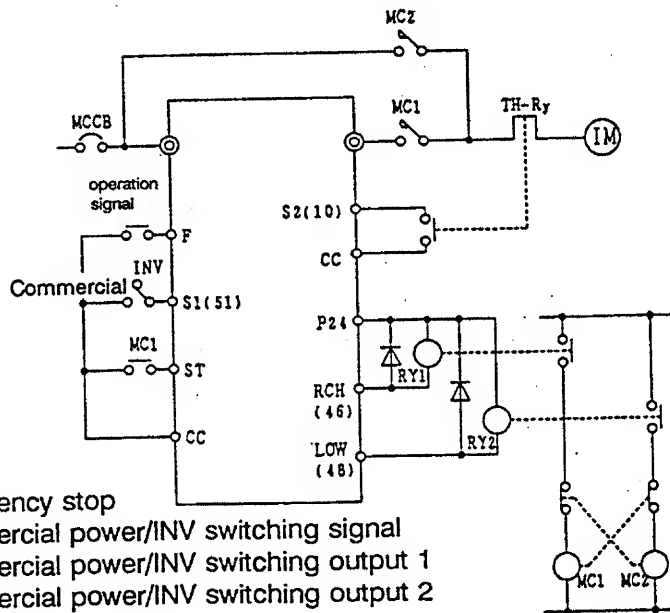 MC2
MCCB
MC1
TH-Ry
IM
operation
signal
S2(10)
F
CC
INV
Commercial
S1(51)
P24
MC1
ST
RY1
RCH
(46)
CC
LOW
(48)
RY2
ency stop
ercial power/INV switching signal
ercial power/INV switching output 1
ercial power/INV switching output 2
MC1
MC2